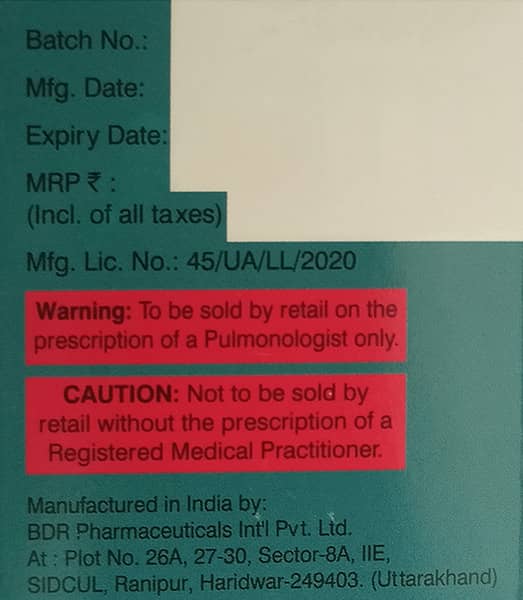 Batch No.:
Mfg. Date:
Expiry Date:
MRP ₹ :
(Incl. of all taxes)
Mfg. Lic. No.: 45/UA/LL/2020
Warning: To be sold by retail on the
prescription of a Pulmonologist only.
CAUTION: Not to be sold by
retail without the prescription of a
Registered Medical Practitioner.
Manufactured in India by:
BDR Pharmaceuticals Int'l Pvt. Ltd.
At : Plot No. 26A, 27-30, Sector-8A, IIE,
SIDCUL, Ranipur, Haridwar-249403. (Uttarakhand)